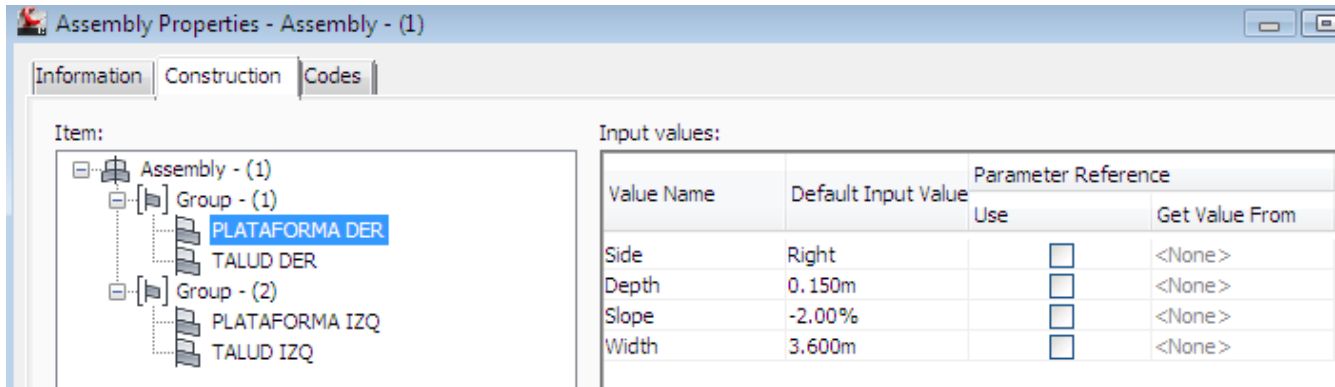 Assembly Properties - Assembly - (1)
Information Construction Codes
Item:
Assembly - (1)
Group - (1)
PLATAFORMA DER
TALUD DER
Group - (2)
PLATAFORMA IZQ
TALUD IZQ
Input values:
Value Name Default Input Value Parameter Reference
Use Get Value From
Side Right <None>
Depth 0.150m <None>
Slope -2.00% <None>
Width 3.600m <None>